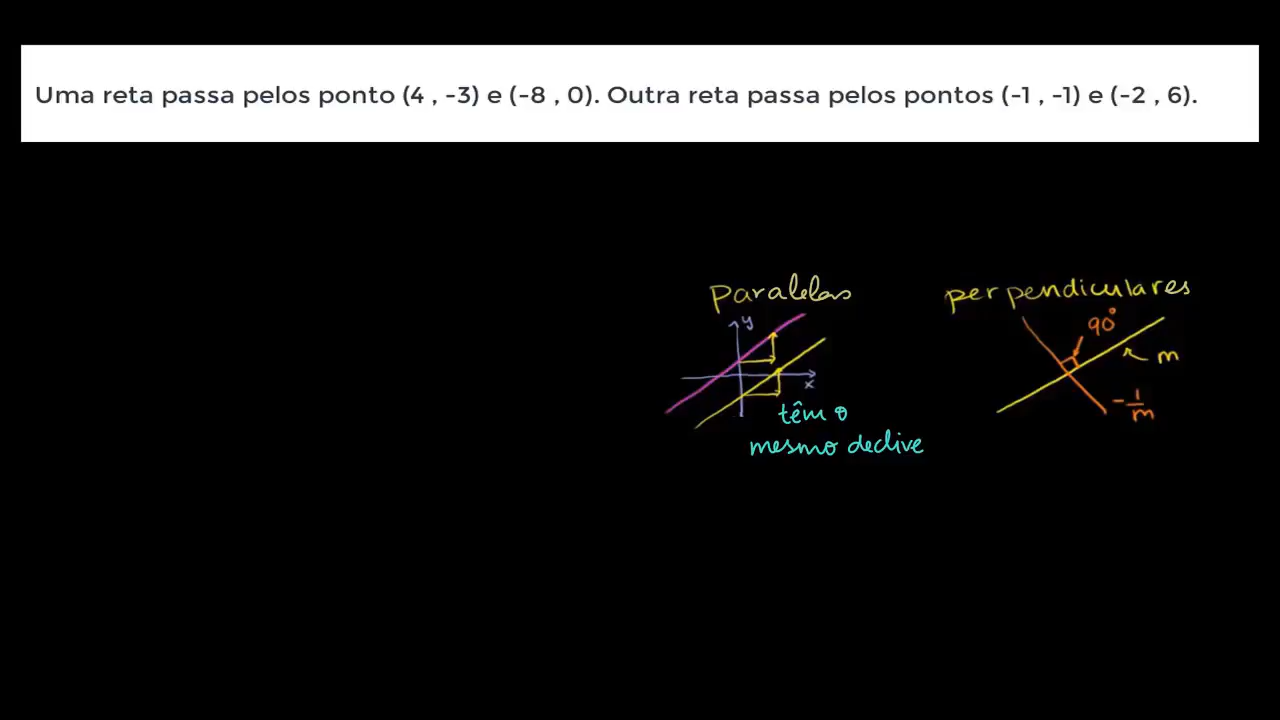 Uma reta passa pelos ponto (4 , -3) e (-8 , 0). Outra reta passa pelos pontos (-1 , -1) e (-2 , 6).
paralelas
perpendiculares
y
90°
m
x
-1/m
têm o
mesmo declive